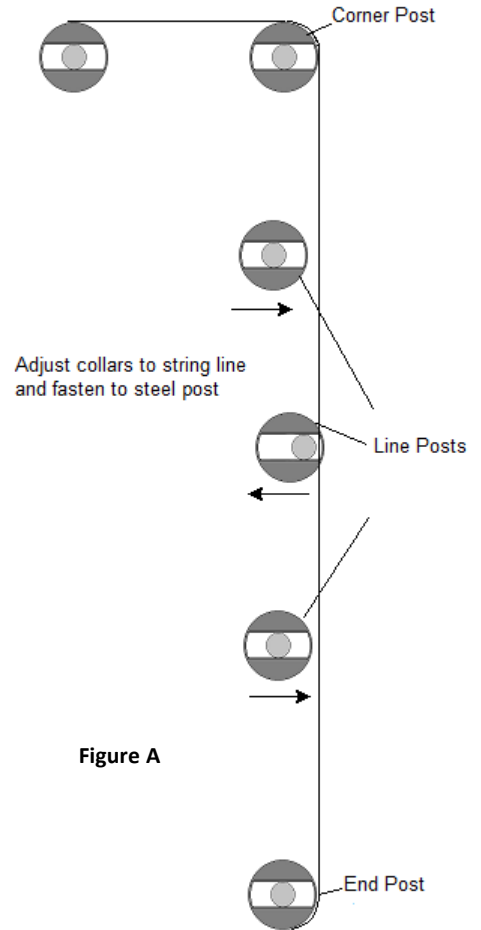 Corner Post
Adjust collars to string line
and fasten to steel post
Line Posts
Figure A
End Post